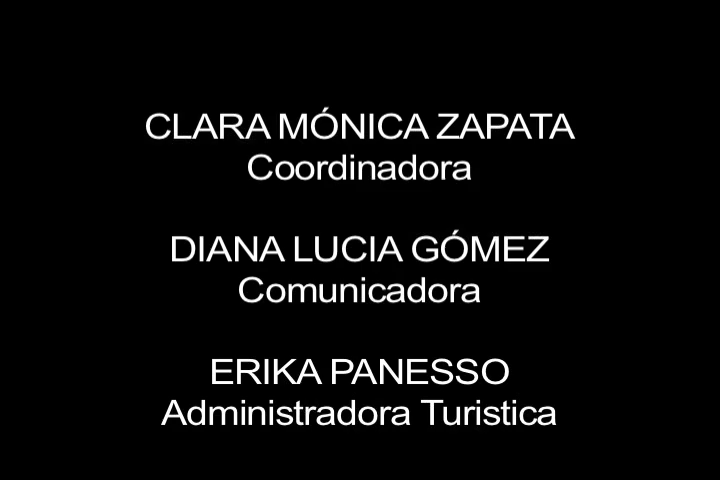 CLARA MÓNICA ZAPATA
Coordinadora
DIANA LUCIA GÓMEZ
Comunicadora
ERIKA PANESSO
Administradora Turistica